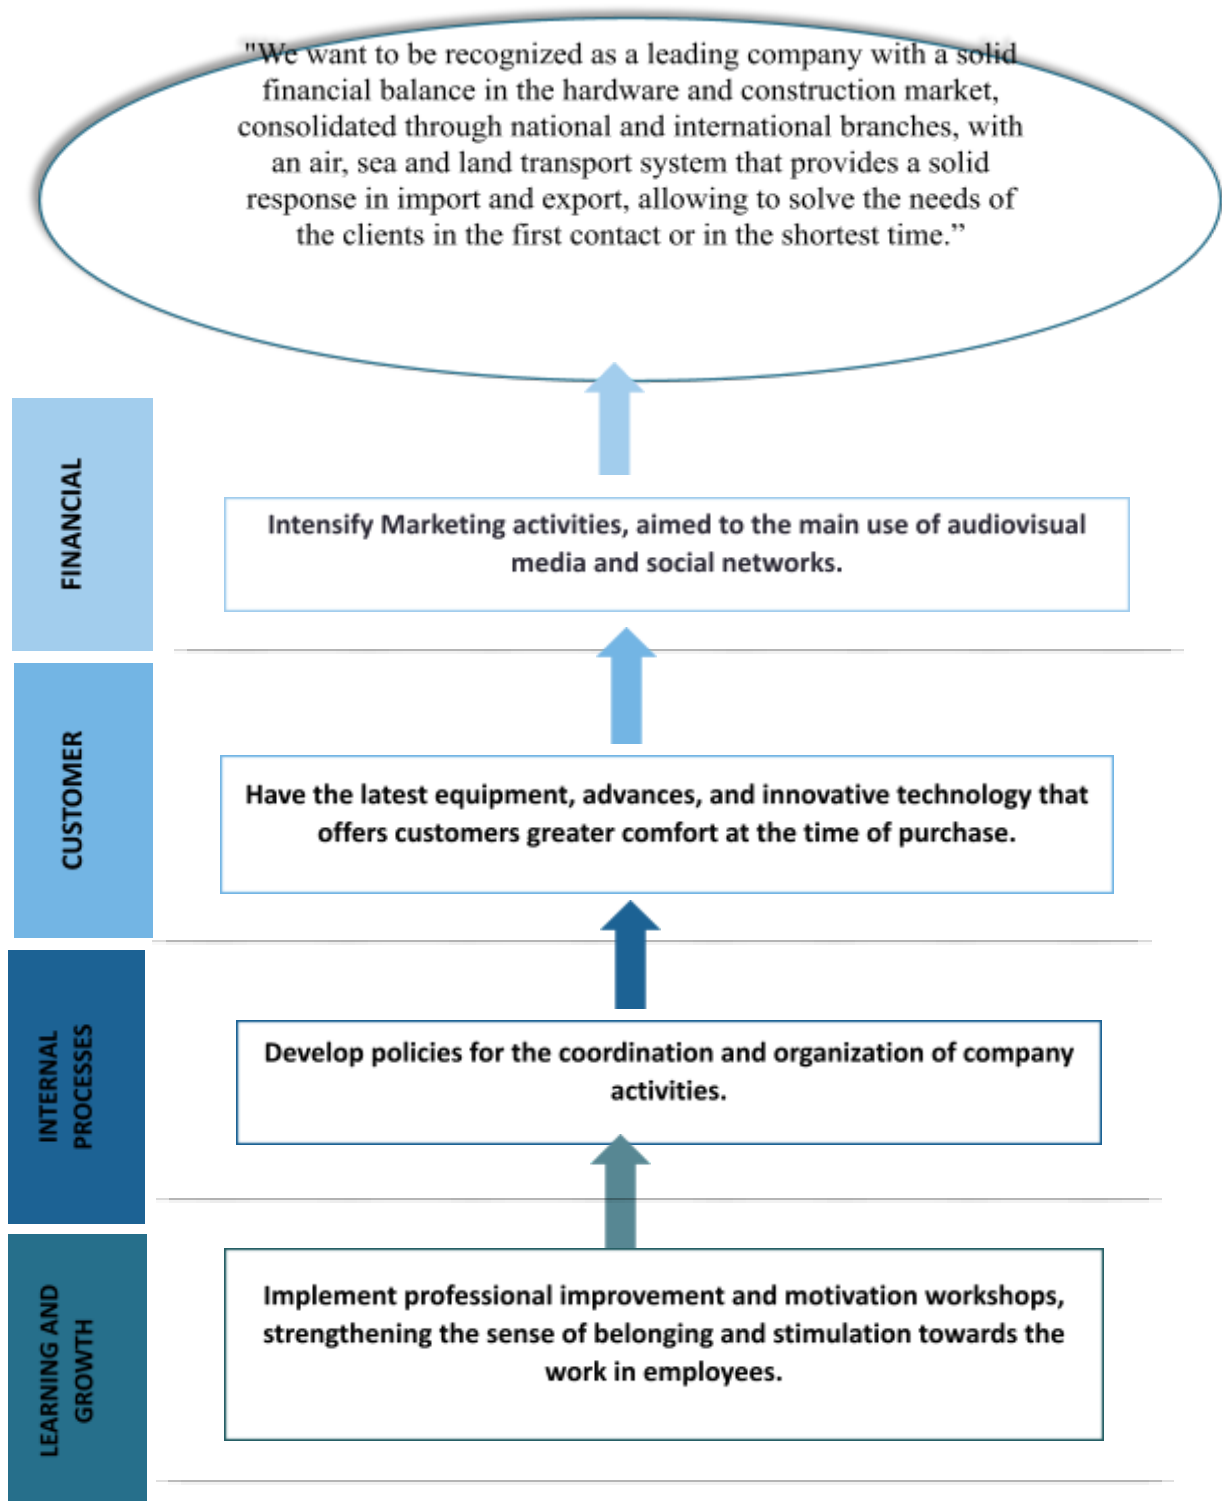 "We want to be recognized as a leading company with a solid
financial balance in the hardware and construction market,
consolidated through national and international branches, with
an air, sea and land transport system that provides a solid
response in import and export, allowing to solve the needs of
the clients in the first contact or in the shortest time.”
FINANCIAL
Intensify Marketing activities, aimed to the main use of audiovisual
media and social networks.
CUSTOMER
Have the latest equipment, advances, and innovative technology that
offers customers greater comfort at the time of purchase.
INTERNAL
PROCESSES
Develop policies for the coordination and organization of company
activities.
LEARNING AND
GROWTH
Implement professional improvement and motivation workshops,
strengthening the sense of belonging and stimulation towards the
work in employees.